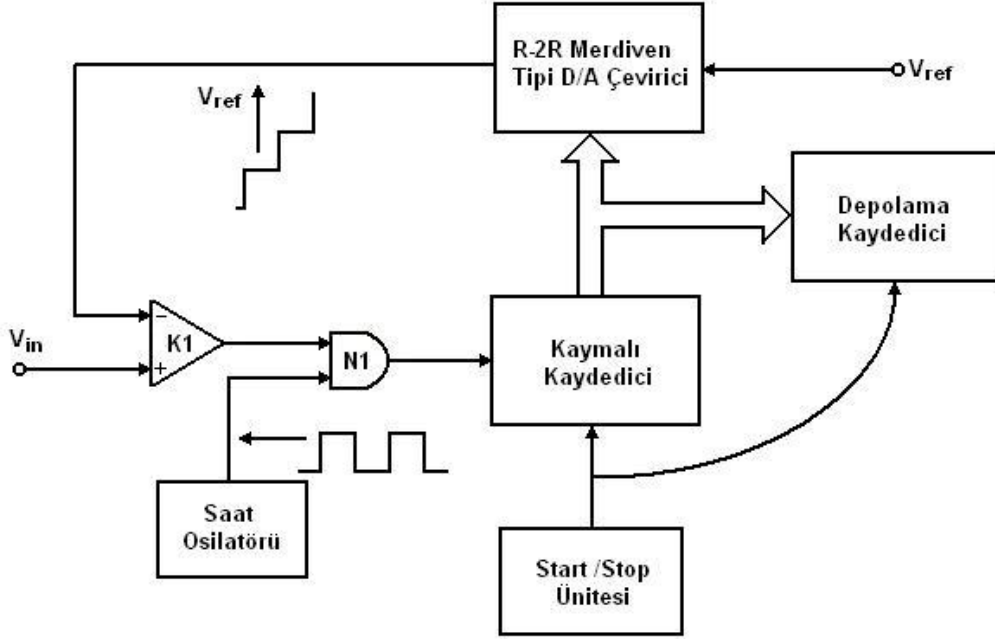 R-2R Merdiven
Tipi D/A Çevirici
Vref
Vref
Depolama
Kaydedici
Vin
−
K1
+
N1
Kaymalı
Kaydedici
Saat
Osilatörü
Start /Stop
Ünitesi